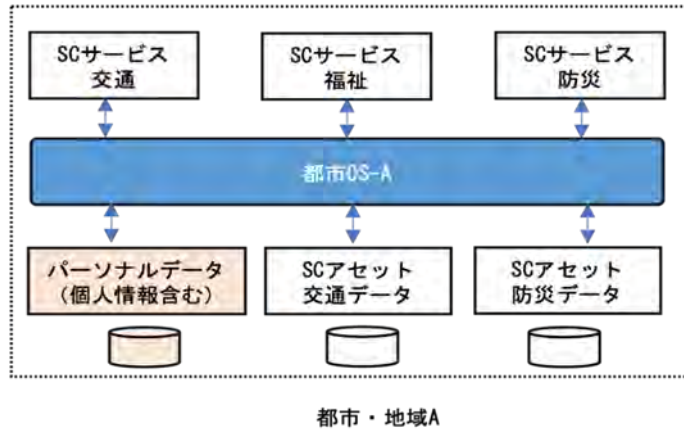 SCサービス
交通
SCサービス
福祉
SCサービス
防災
都市OS-A
パーソナルデータ
(個人情報含む)
SCアセット
交通データ
SCアセット
防災データ
都市・地域A